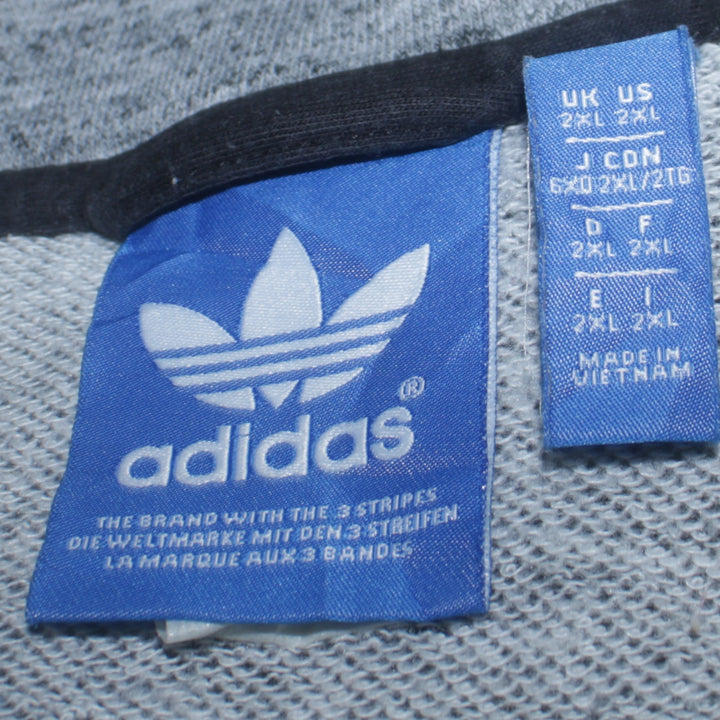 adidas®
THE BRAND WITH THE 3 STRIPES
DIE WELTMARKE MIT DEN 3 STREIFEN
LA MARQUE AUX 3 BANDES
UK US
2XL 2XL
J CDN
6XO 2XL/2TG
D F
2XL 2XL
E I
2XL 2XL
MADE IN
VIETNAM